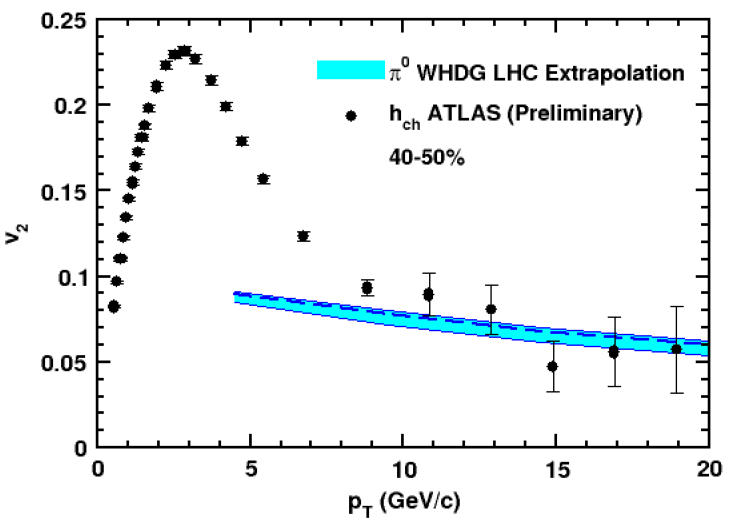 0.25
0.2
0.15
0.1
0.05
0
v2
π0 WHDG LHC Extrapolation
hch ATLAS (Preliminary)
40-50%
0 5 10 15 20
pT (GeV/c)